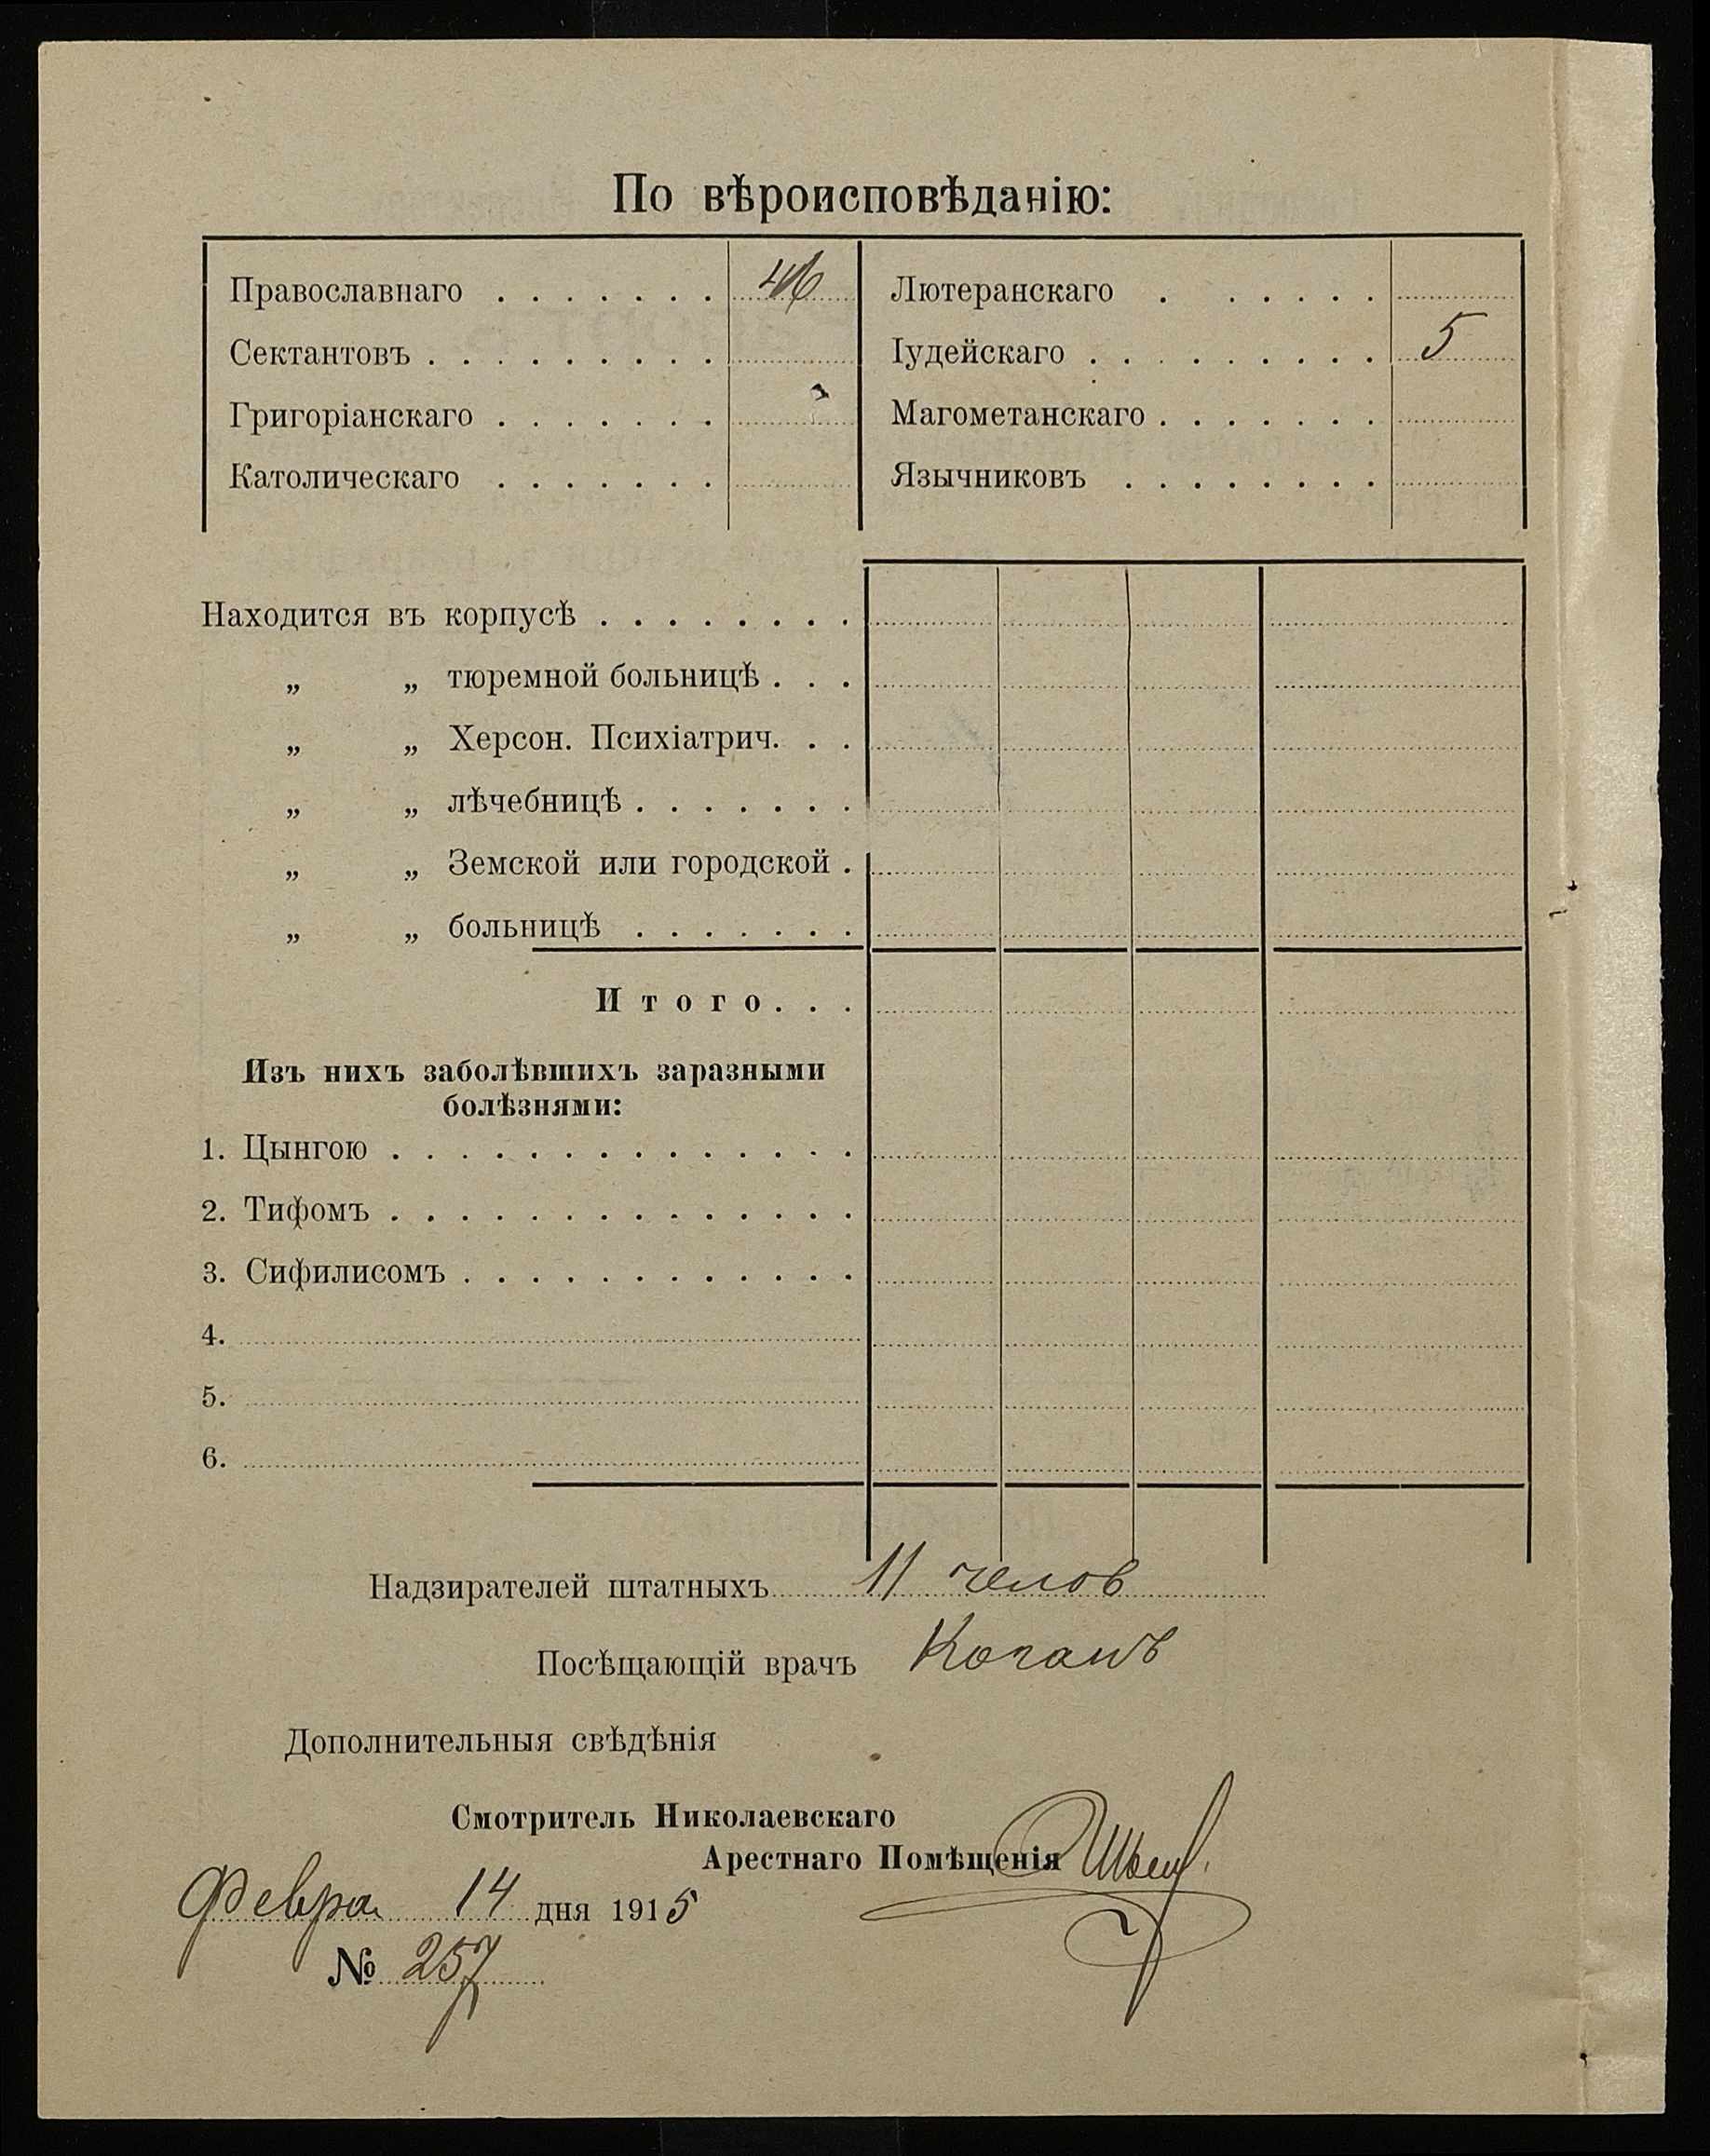 По вѣроисповѣданію:
Православнаго . . . . . . . 46
Сектантовъ . . . . . . . . .
Григоріанскаго . . . . . . .
Католическаго . . . . . . .
Лютеранскаго . . . . . .
Іудейскаго . . . . . . . . . 5
Магометанскаго . . . . . . .
Язычниковъ . . . . . . . .
Находится въ корпусѣ . . . . . . . .
„ „ тюремной больницѣ . . .
„ „ Херсон. Психіатрич. . .
„ „ лѣчебницѣ . . . . . . .
„ „ Земской или городской .
„ „ больницѣ . . . . . . .
Итого. . .
Изъ нихъ заболѣвшихъ заразными
болѣзнями:
1. Цынгою . . . . . . . . . . . . . .
2. Тифомъ . . . . . . . . . . . . . .
3. Сифилисомъ . . . . . . . . . . . .
4.
5.
6.
Надзирателей штатныхъ 11 челов
Посѣщающій врачъ Коганъ
Дополнительныя свѣдѣнія
Смотритель Николаевскаго
Арестнаго Помѣщенія
Февра 14 дня 1915
№ 257